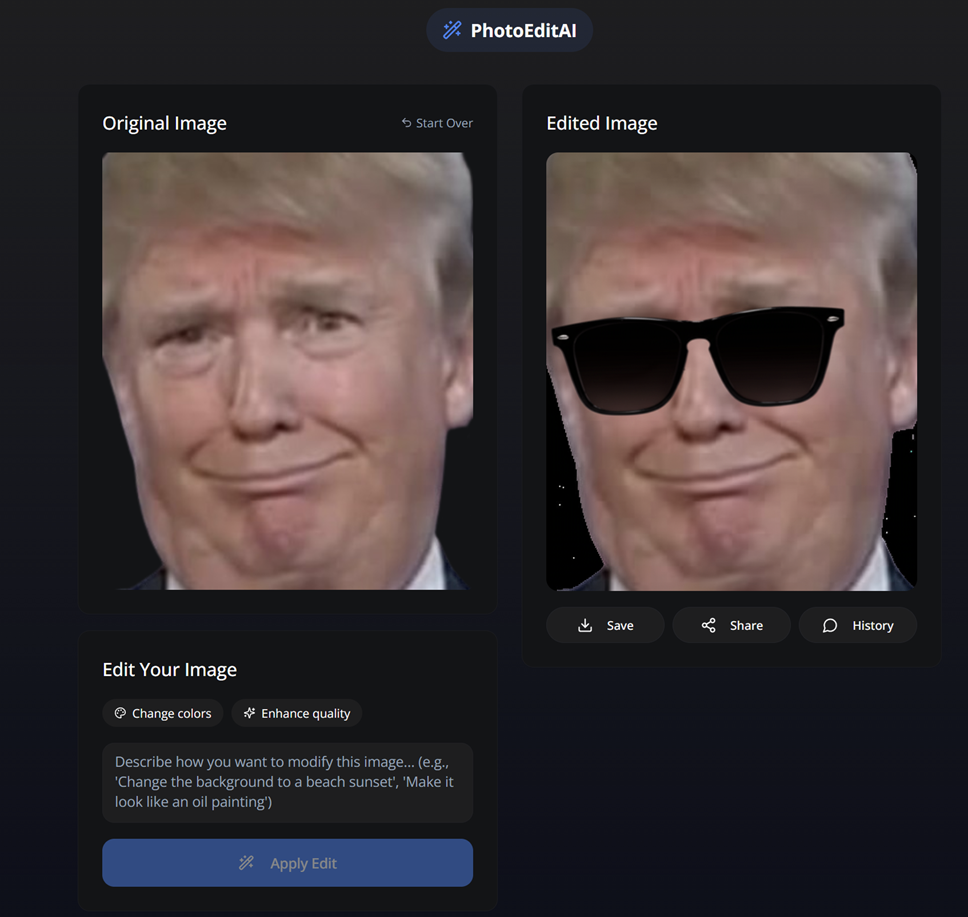 PhotoEditAI
Original Image
Start Over
Edited Image
Save
Share
History
Edit Your Image
Change colors
Enhance quality
Describe how you want to modify this image... (e.g.,
'Change the background to a beach sunset', 'Make it
look like an oil painting')
Apply Edit